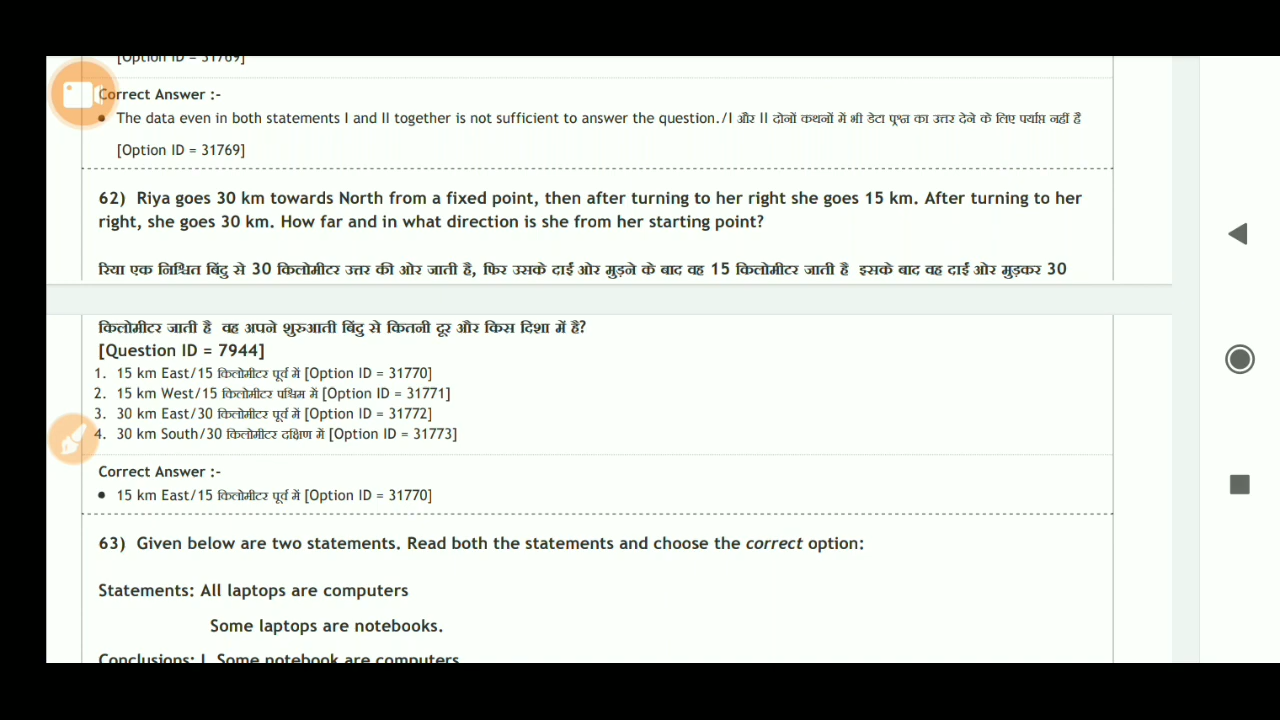 [Option ID = 31769]
Correct Answer :-
• The data even in both statements I and II together is not sufficient to answer the question./I और II दोनों कथनों में भी डेटा प्रश्न का उत्तर देने के लिए पर्याप्त नहीं है
[Option ID = 31769]
62) Riya goes 30 km towards North from a fixed point, then after turning to her right she goes 15 km. After turning to her
right, she goes 30 km. How far and in what direction is she from her starting point?
रिया एक निश्चित बिंदु से 30 किलोमीटर उत्तर की ओर जाती है, फिर उसके दाईं ओर मुड़ने के बाद वह 15 किलोमीटर जाती है इसके बाद वह दाईं ओर मुड़कर 30
किलोमीटर जाती है वह अपने शुरुआती बिंदु से कितनी दूर और किस दिशा में है?
[Question ID = 7944]
1. 15 km East/15 किलोमीटर पूर्व में [Option ID = 31770]
2. 15 km West/15 किलोमीटर पश्चिम में [Option ID = 31771]
3. 30 km East/30 किलोमीटर पूर्व में [Option ID = 31772]
4. 30 km South/30 किलोमीटर दक्षिण में [Option ID = 31773]
Correct Answer :-
• 15 km East/15 किलोमीटर पूर्व में [Option ID = 31770]
63) Given below are two statements. Read both the statements and choose the correct option:
Statements: All laptops are computers
Some laptops are notebooks.
Conclusions: I. Some notebook are computers